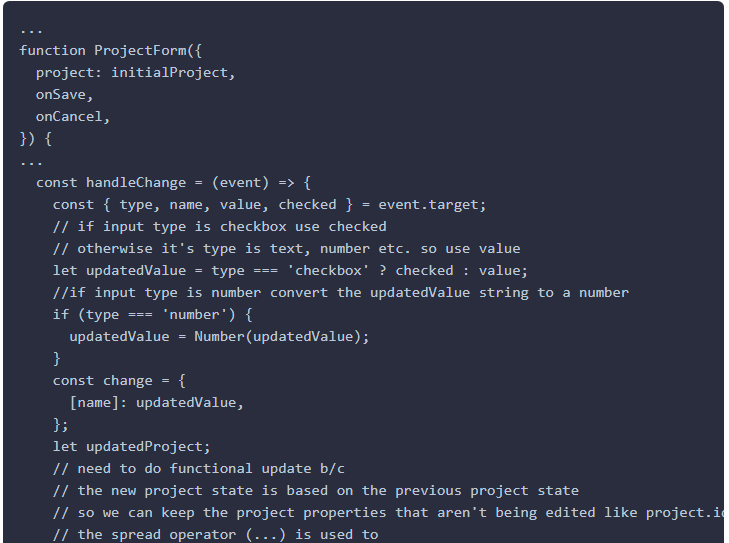 ...
function ProjectForm({
  project: initialProject,
  onSave,
  onCancel,
}) {
...
  const handleChange = (event) => {
    const { type, name, value, checked } = event.target;
    // if input type is checkbox use checked
    // otherwise it's type is text, number etc. so use value
    let updatedValue = type === 'checkbox' ? checked : value;
    //if input type is number convert the updatedValue string to a number
    if (type === 'number') {
      updatedValue = Number(updatedValue);
    }
    const change = {
      [name]: updatedValue,
    };
    let updatedProject;
    // need to do functional update b/c
    // the new project state is based on the previous project state
    // so we can keep the project properties that aren't being edited like
    // the spread operator (...) is used to